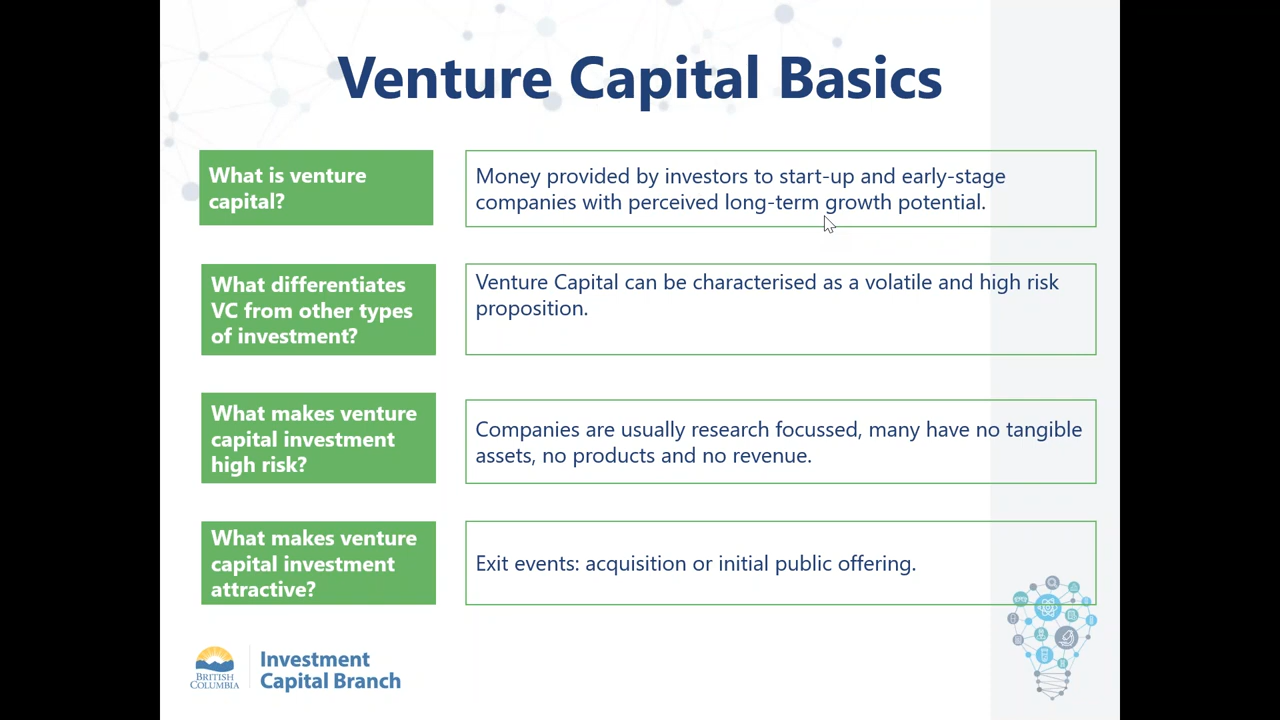 Venture Capital Basics
What is venture
capital?
Money provided by investors to start-up and early-stage
companies with perceived long-term growth potential.
What differentiates
VC from other types
of investment?
Venture Capital can be characterised as a volatile and high risk
proposition.
What makes venture
capital investment
high risk?
Companies are usually research focussed, many have no tangible
assets, no products and no revenue.
What makes venture
capital investment
attractive?
Exit events: acquisition or initial public offering.
BRITISH
COLUMBIA
Investment
Capital Branch